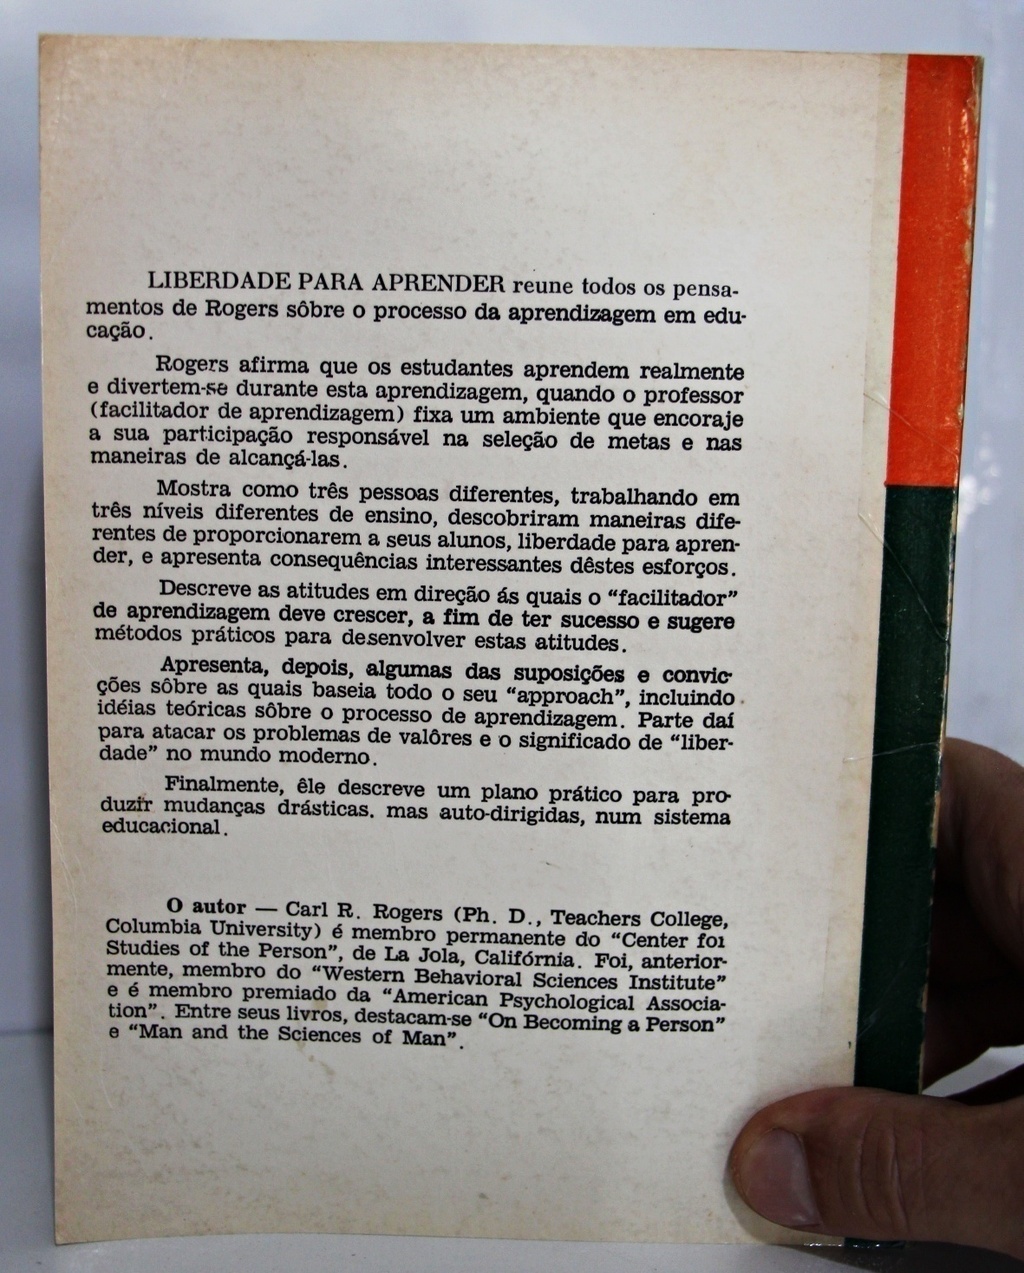 LIBERDADE PARA APRENDER reune todos os pensa-
mentos de Rogers sôbre o processo da aprendizagem em edu-
cação.
Rogers afirma que os estudantes aprendem realmente
e divertem-se durante esta aprendizagem, quando o professor
(facilitador de aprendizagem) fixa um ambiente que encoraje
a sua participação responsável na seleção de metas e nas
maneiras de alcançá-las.
Mostra como três pessoas diferentes, trabalhando em
três níveis diferentes de ensino, descobriram maneiras dife-
rentes de proporcionarem a seus alunos, liberdade para apren-
der, e apresenta consequências interessantes dêstes esforços.
Descreve as atitudes em direção ás quais o “facilitador”
de aprendizagem deve crescer, a fim de ter sucesso e sugere
métodos práticos para desenvolver estas atitudes.
Apresenta, depois, algumas das suposições e convic-
ções sôbre as quais baseia todo o seu “approach”, incluindo
idéias teóricas sôbre o processo de aprendizagem. Parte daí
para atacar os problemas de valôres e o significado de “liber-
dade” no mundo moderno.
Finalmente, êle descreve um plano prático para pro-
duzir mudanças drásticas. mas auto-dirigidas, num sistema
educacional.
O autor — Carl R. Rogers (Ph. D., Teachers College,
Columbia University) é membro permanente do “Center for
Studies of the Person”, de La Jola, Califórnia. Foi, anterior-
mente, membro do “Western Behavioral Sciences Institute”
e é membro premiado da “American Psychological Associa-
tion”. Entre seus livros, destacam-se “On Becoming a Person”
e “Man and the Sciences of Man”.